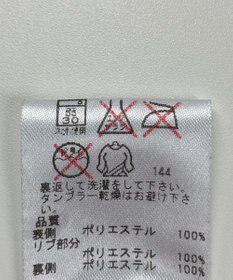 30
ネット使用
144
裏返して洗濯をして下さい。
タンブラー乾燥はお避け下さ
い。
品質
表側 ポリエステル 100%
リブ部分
ポリエステル 100%
裏側 ポリエステル 100%